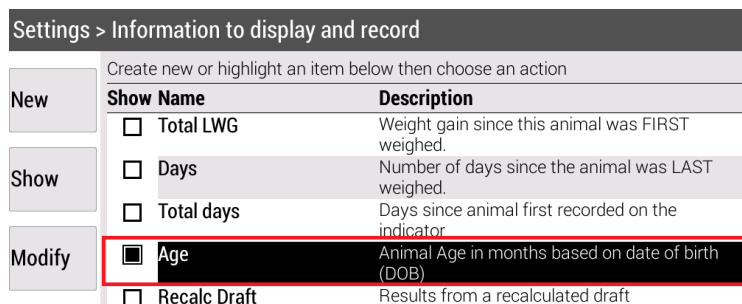 Settings > Information to display and record
Create new or highlight an item below then choose an action
New
Show Name Description
Total LWG Weight gain since this animal was FIRST
weighed.
Show
Days Number of days since the animal was LAST
weighed.
Total days Days since animal first recorded on the
indicator
Modify
Age Animal Age in months based on date of birth
(DOB)
Recalc Draft Results from a recalculated draft